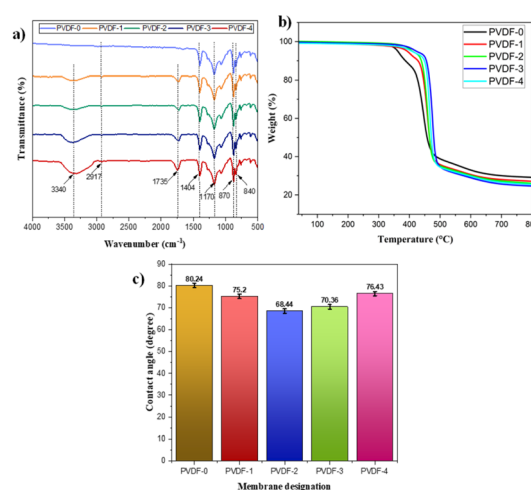 a)
PVDF-0 PVDF-1 PVDF-2 PVDF-3 PVDF-4
Transmittance (%)
3340
2917
1735
1404
1170
870
840
4000 3500 3000 2500 2000 1500 1000 500
Wavenumber (cm⁻¹)
b)
PVDF-0
PVDF-1
PVDF-2
PVDF-3
PVDF-4
Weight (%)
100
80
60
40
20
100 200 300 400 500 600 700 800
Temperature (°C)
c)
Contact angle (degree)
90
80
70
60
50
40
30
20
10
0
80.24
75.2
68.44
70.36
76.43
PVDF-0 PVDF-1 PVDF-2 PVDF-3 PVDF-4
Membrane designation